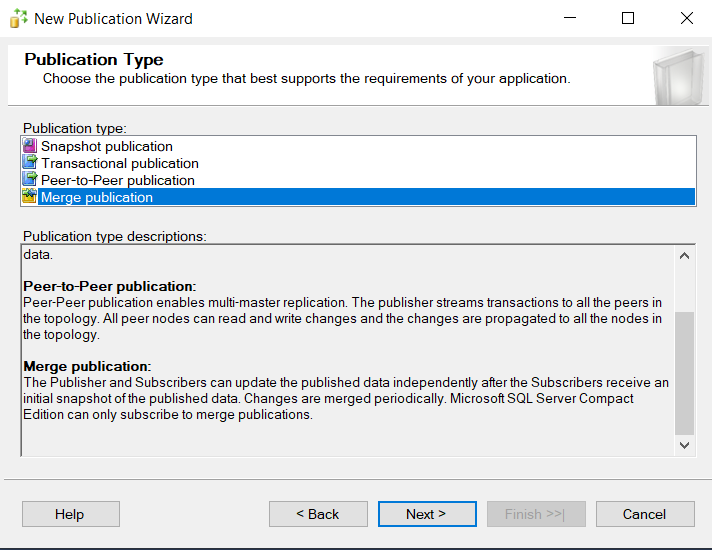 New Publication Wizard
Publication Type
Choose the publication type that best supports the requirements of your application.
Publication type:
Snapshot publication
Transactional publication
Peer-to-Peer publication
Merge publication
Publication type descriptions:
data.
Peer-to-Peer publication:
Peer-Peer publication enables multi-master replication. The publisher streams transactions to all the peers in
the topology. All peer nodes can read and write changes and the changes are propagated to all the nodes in
the topology.
Merge publication:
The Publisher and Subscribers can update the published data independently after the Subscribers receive an
initial snapshot of the published data. Changes are merged periodically. Microsoft SQL Server Compact
Edition can only subscribe to merge publications.
Help
< Back
Next >
Finish >>|
Cancel